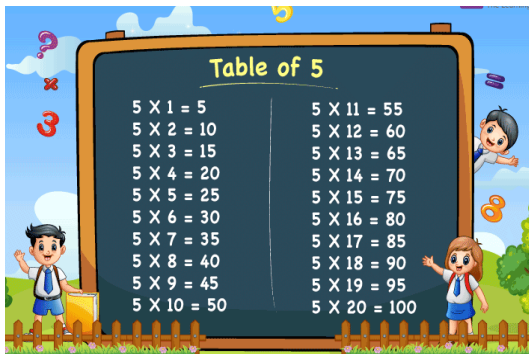 5
Table of 5
5 X 1 = 5
5 X 2 = 10
5 X 3 = 15
5 X 4 = 20
5 X 5 = 25
5 X 6 = 30
5 X 7 = 35
5 X 8 = 40
5 X 9 = 45
5 X 10 = 50
5 X 11 = 55
5 X 12 = 60
5 X 13 = 65
5 X 14 = 70
5 X 15 = 75
5 X 16 = 80
5 X 17 = 85
5 X 18 = 90
5 X 19 = 95
5 X 20 = 100
?
×
3
=
8